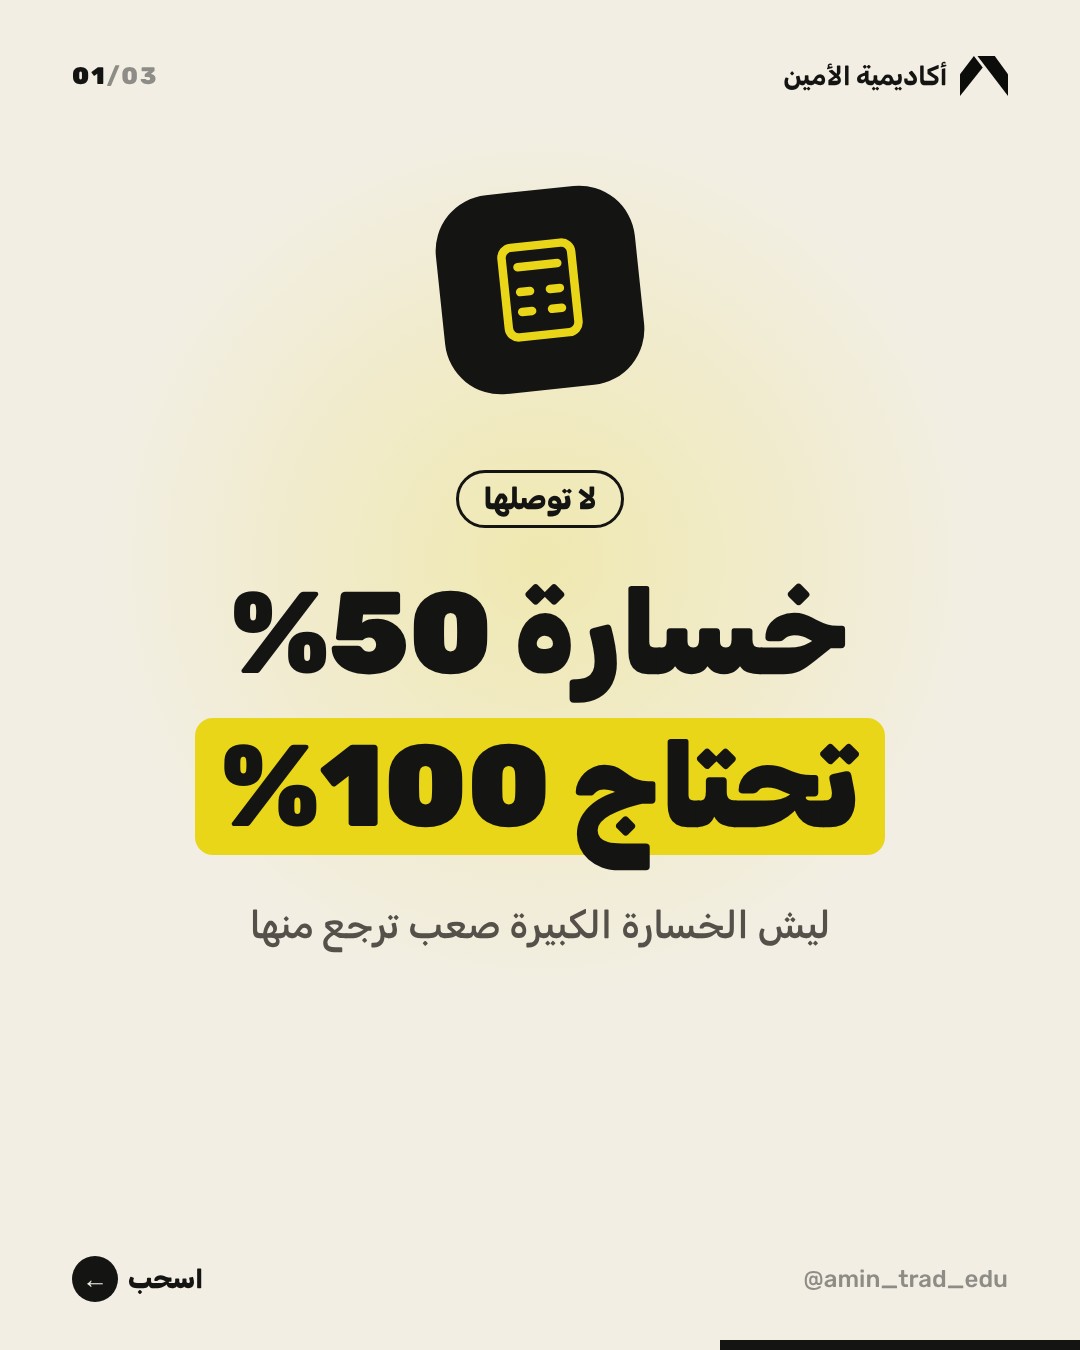 أكاديمية الأمين
01/03
لا توصلها
خسارة 50%
تحتاج 100%
ليش الخسارة الكبيرة صعب ترجع منها
@amin_trad_edu
اسحب ←